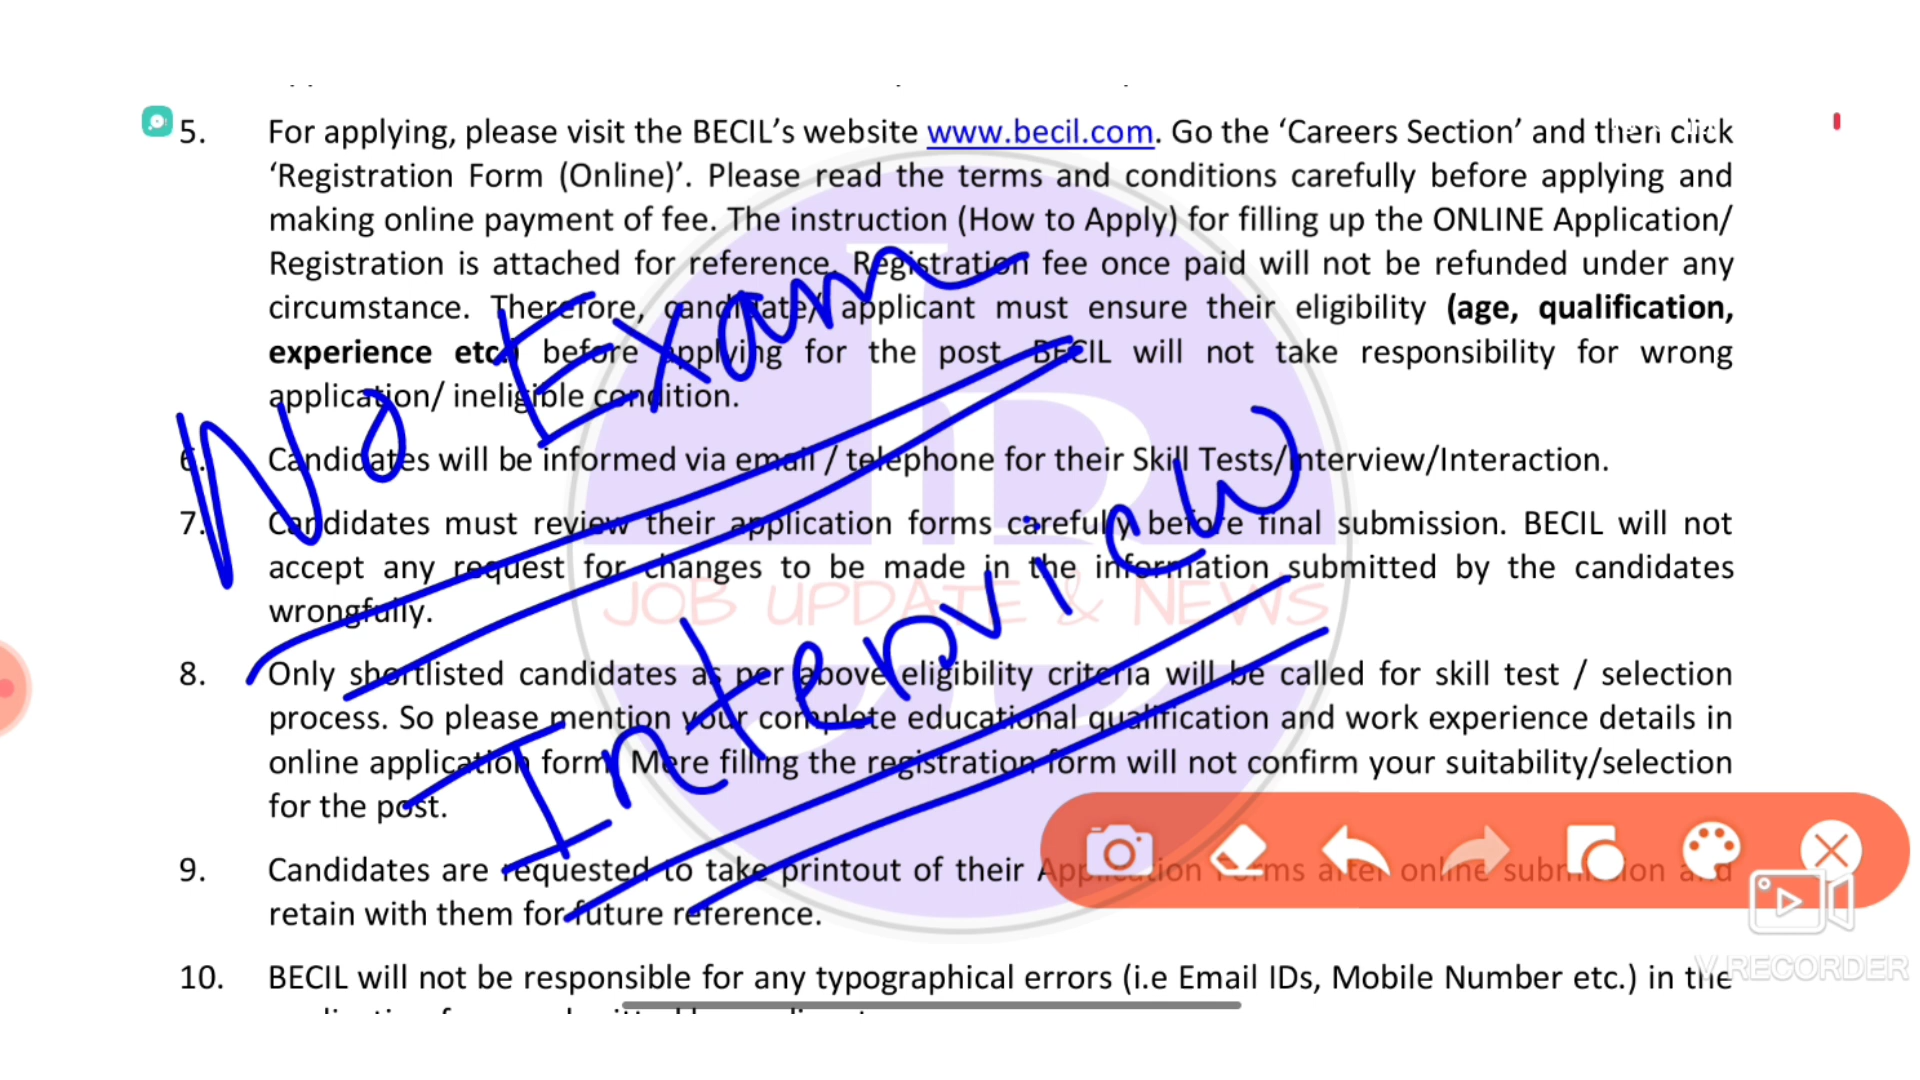 5. For applying, please visit the BECIL’s website www.becil.com. Go the ‘Careers Section’ and then click
‘Registration Form (Online)’. Please read the terms and conditions carefully before applying and
making online payment of fee. The instruction (How to Apply) for filling up the ONLINE Application/
Registration is attached for reference. Registration fee once paid will not be refunded under any
circumstance. Therefore, candidate/ applicant must ensure their eligibility (age, qualification,
experience etc.) before applying for the post. BECIL will not take responsibility for wrong
application/ ineligible condition.
No Exam
6. Candidates will be informed via email / telephone for their Skill Tests/Interview/Interaction.
7. Candidates must review their application forms carefully before final submission. BECIL will not
accept any request for changes to be made in the information submitted by the candidates
wrongfully.
JOB UPDATE & NEWS
Interviaw
8. Only shortlisted candidates as per above eligibility criteria will be called for skill test / selection
process. So please mention your complete educational qualification and work experience details in
online application form. Mere filling the registration form will not confirm your suitability/selection
for the post.
9. Candidates are requested to take printout of their Application Forms after online submission and
retain with them for future reference.
10. BECIL will not be responsible for any typographical errors (i.e Email IDs, Mobile Number etc.) in the
V.RECORDER